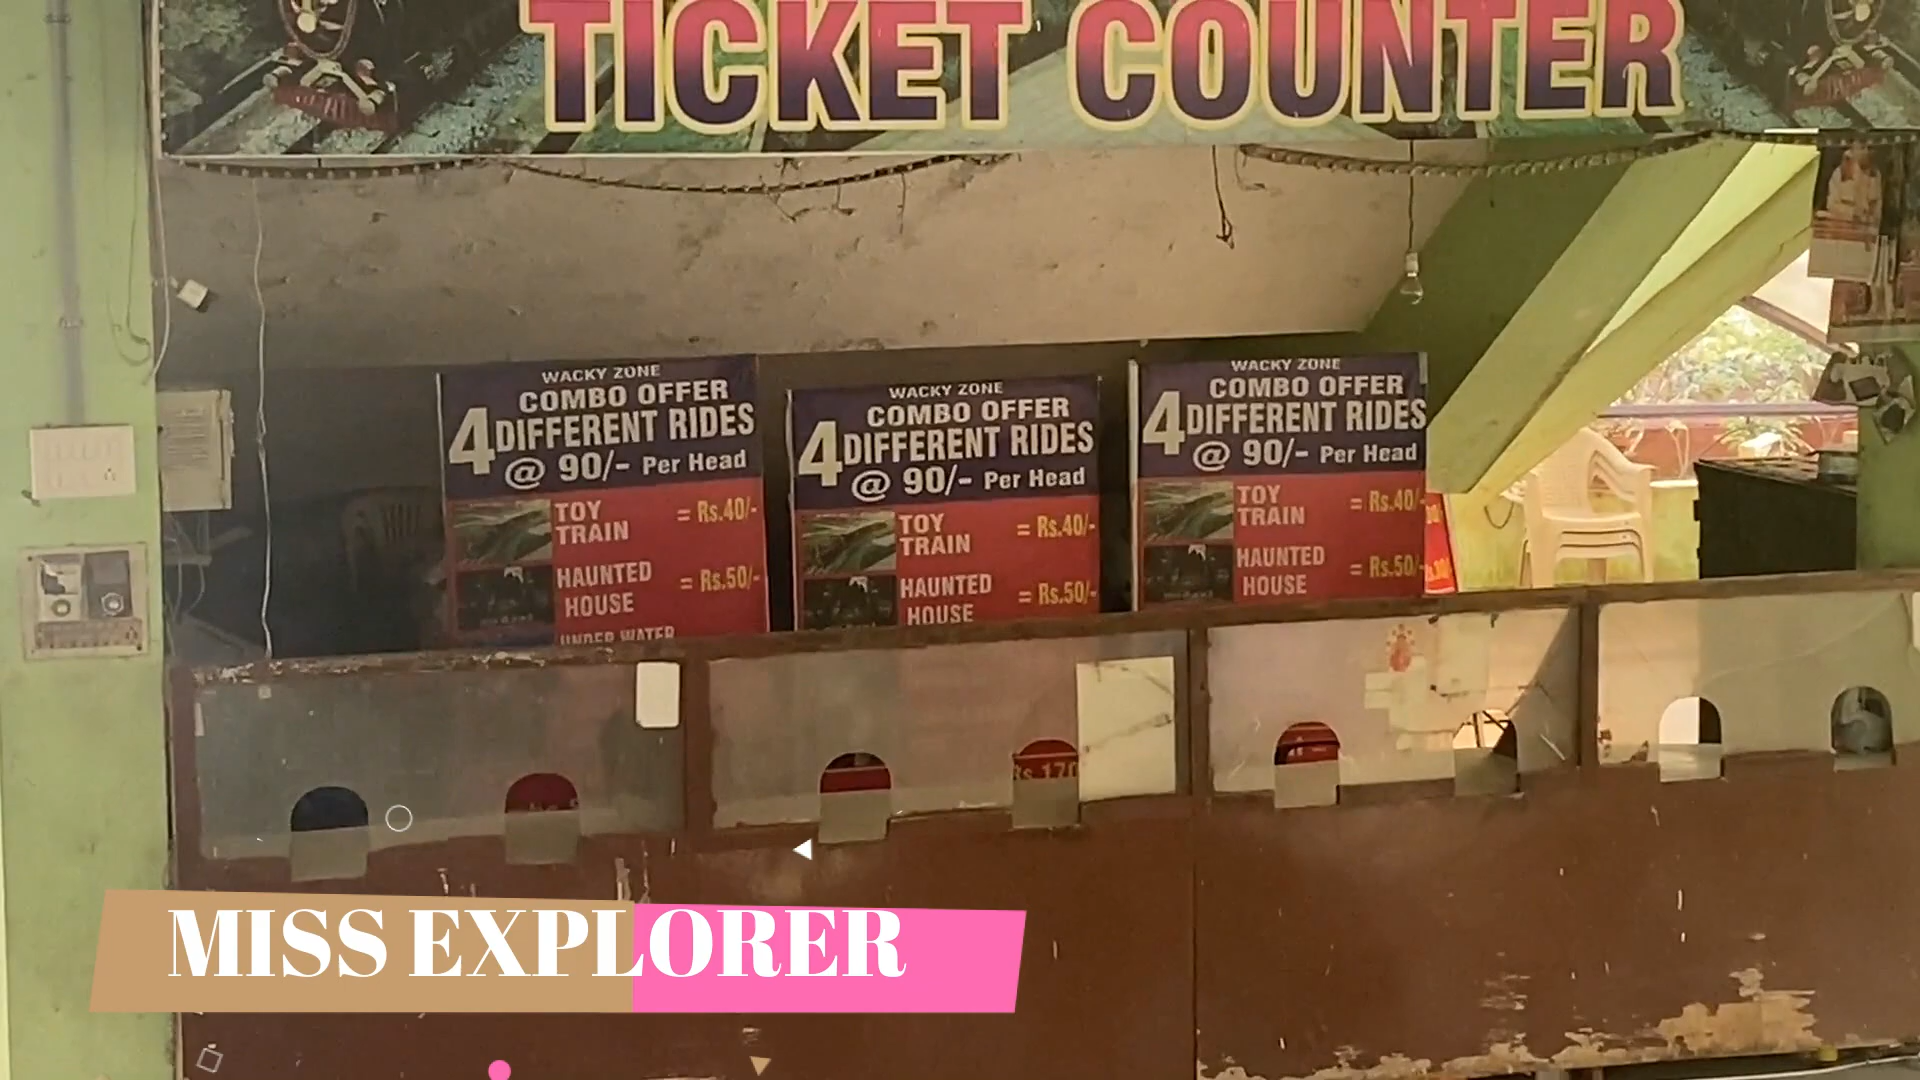 TICKET COUNTER
WACKY ZONE
COMBO OFFER
4 DIFFERENT RIDES
@ 90/- Per Head
TOY TRAIN = Rs.40/-
HAUNTED HOUSE = Rs.50/-
UNDER WATER
WACKY ZONE
COMBO OFFER
4 DIFFERENT RIDES
@ 90/- Per Head
TOY TRAIN = Rs.40/-
HAUNTED HOUSE = Rs.50/-
WACKY ZONE
COMBO OFFER
4 DIFFERENT RIDES
@ 90/- Per Head
TOY TRAIN = Rs.40/-
HAUNTED HOUSE = Rs.50/-
MISS EXPLORER